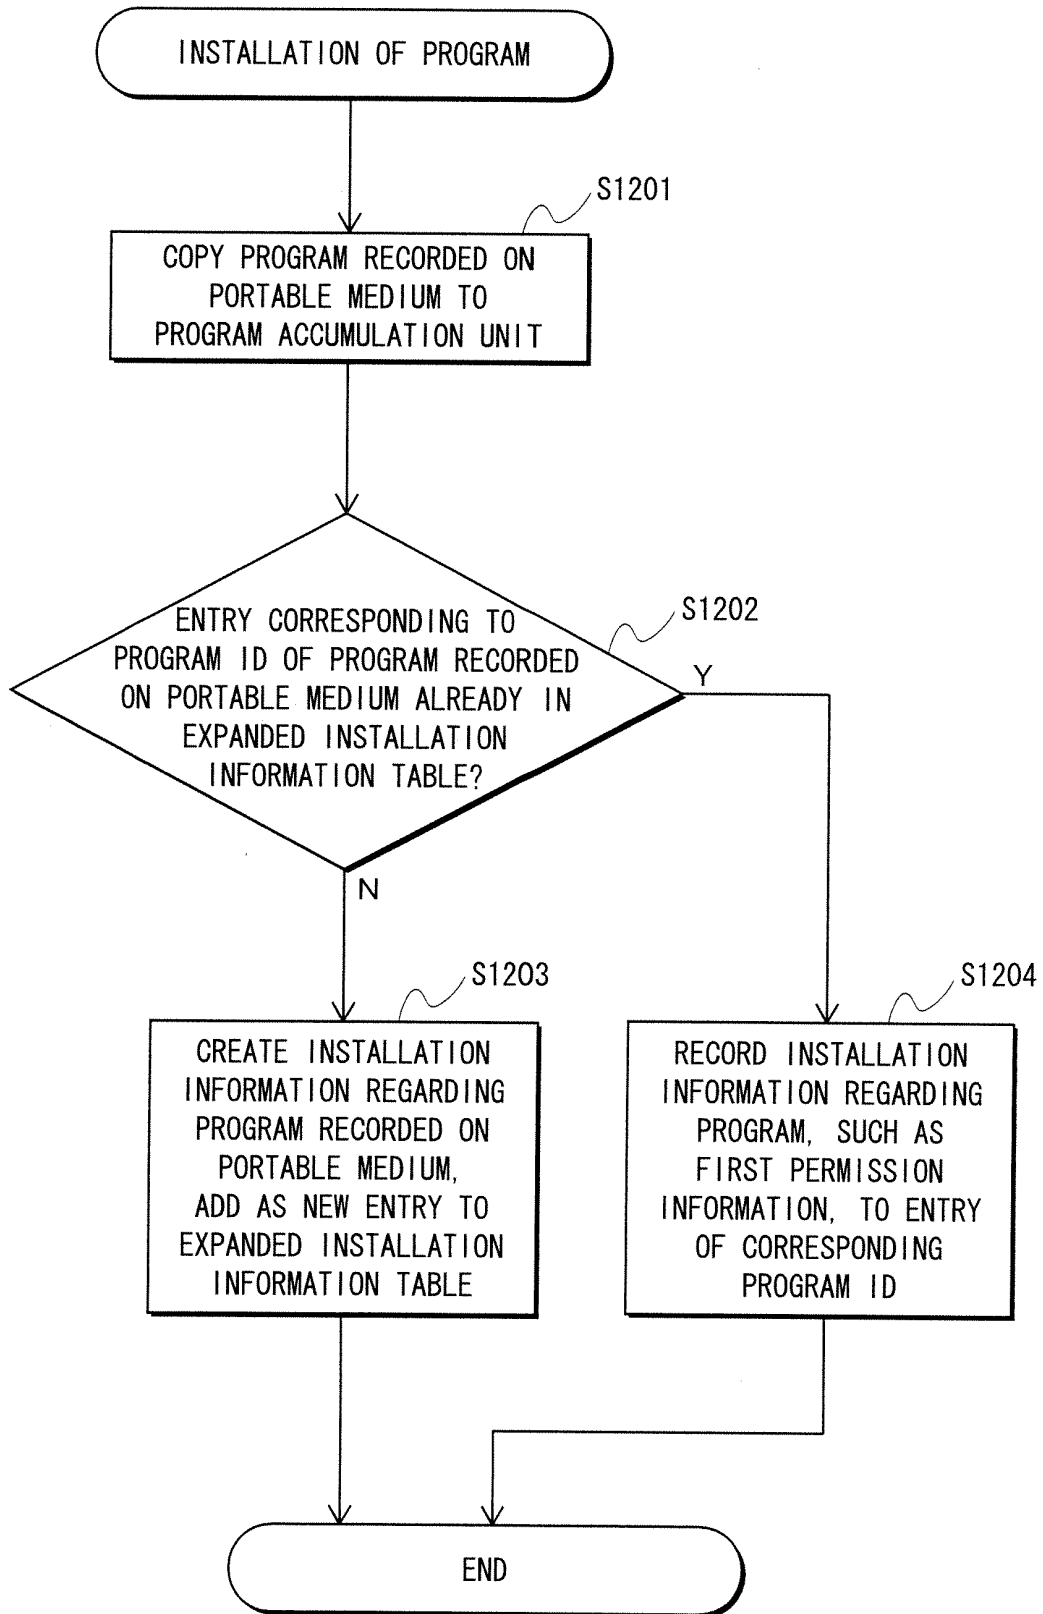 INSTALLATION OF PROGRAM
S1201
COPY PROGRAM RECORDED ON
PORTABLE MEDIUM TO
PROGRAM ACCUMULATION UNIT
S1202
ENTRY CORRESPONDING TO
PROGRAM ID OF PROGRAM RECORDED
ON PORTABLE MEDIUM ALREADY IN
EXPANDED INSTALLATION
INFORMATION TABLE?
Y
N
S1203
CREATE INSTALLATION
INFORMATION REGARDING
PROGRAM RECORDED ON
PORTABLE MEDIUM,
ADD AS NEW ENTRY TO
EXPANDED INSTALLATION
INFORMATION TABLE
S1204
RECORD INSTALLATION
INFORMATION REGARDING
PROGRAM, SUCH AS
FIRST PERMISSION
INFORMATION, TO ENTRY
OF CORRESPONDING
PROGRAM ID
END